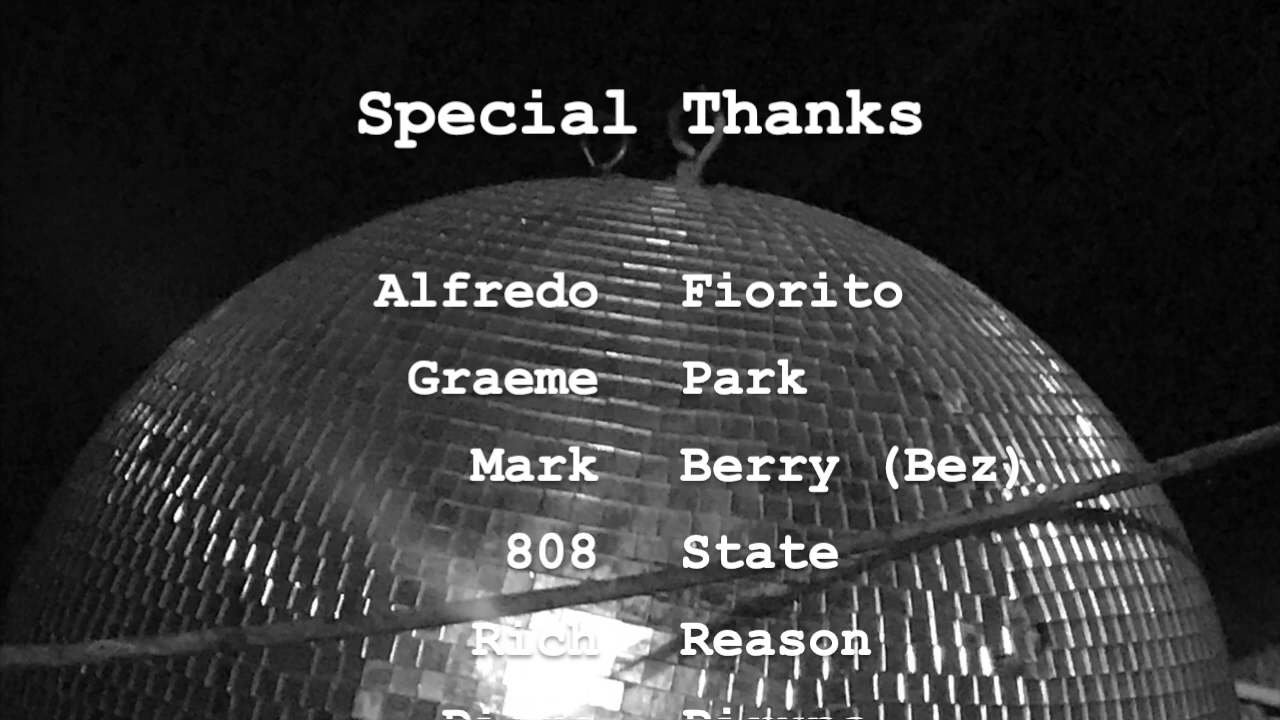 Special Thanks
Alfredo Fiorito
Graeme Park
Mark Berry (Bez)
808 State
Rich Reason